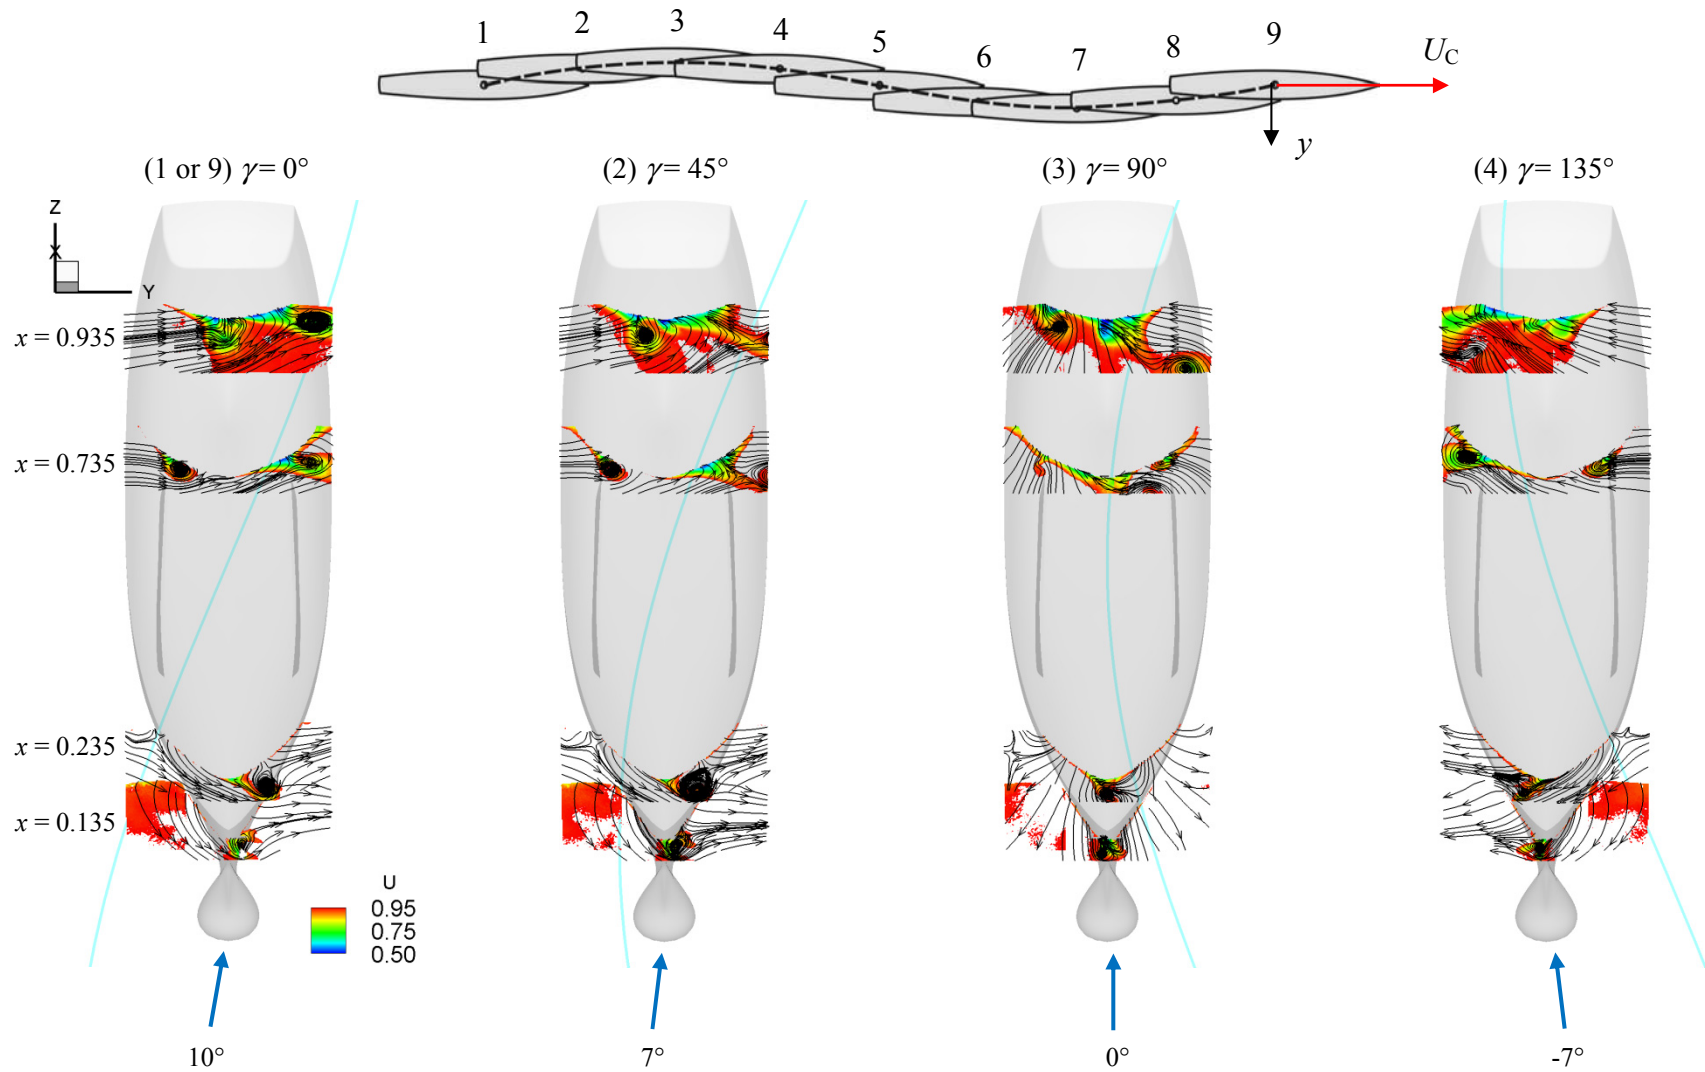 1 2 3 4 5 6 7 8 9
U_C
y
(1 or 9) γ = 0° (2) γ = 45° (3) γ = 90° (4) γ = 135°
Z
X
Y
x = 0.935
x = 0.735
x = 0.235
x = 0.135
U
0.95
0.75
0.50
10° 7° 0° -7°